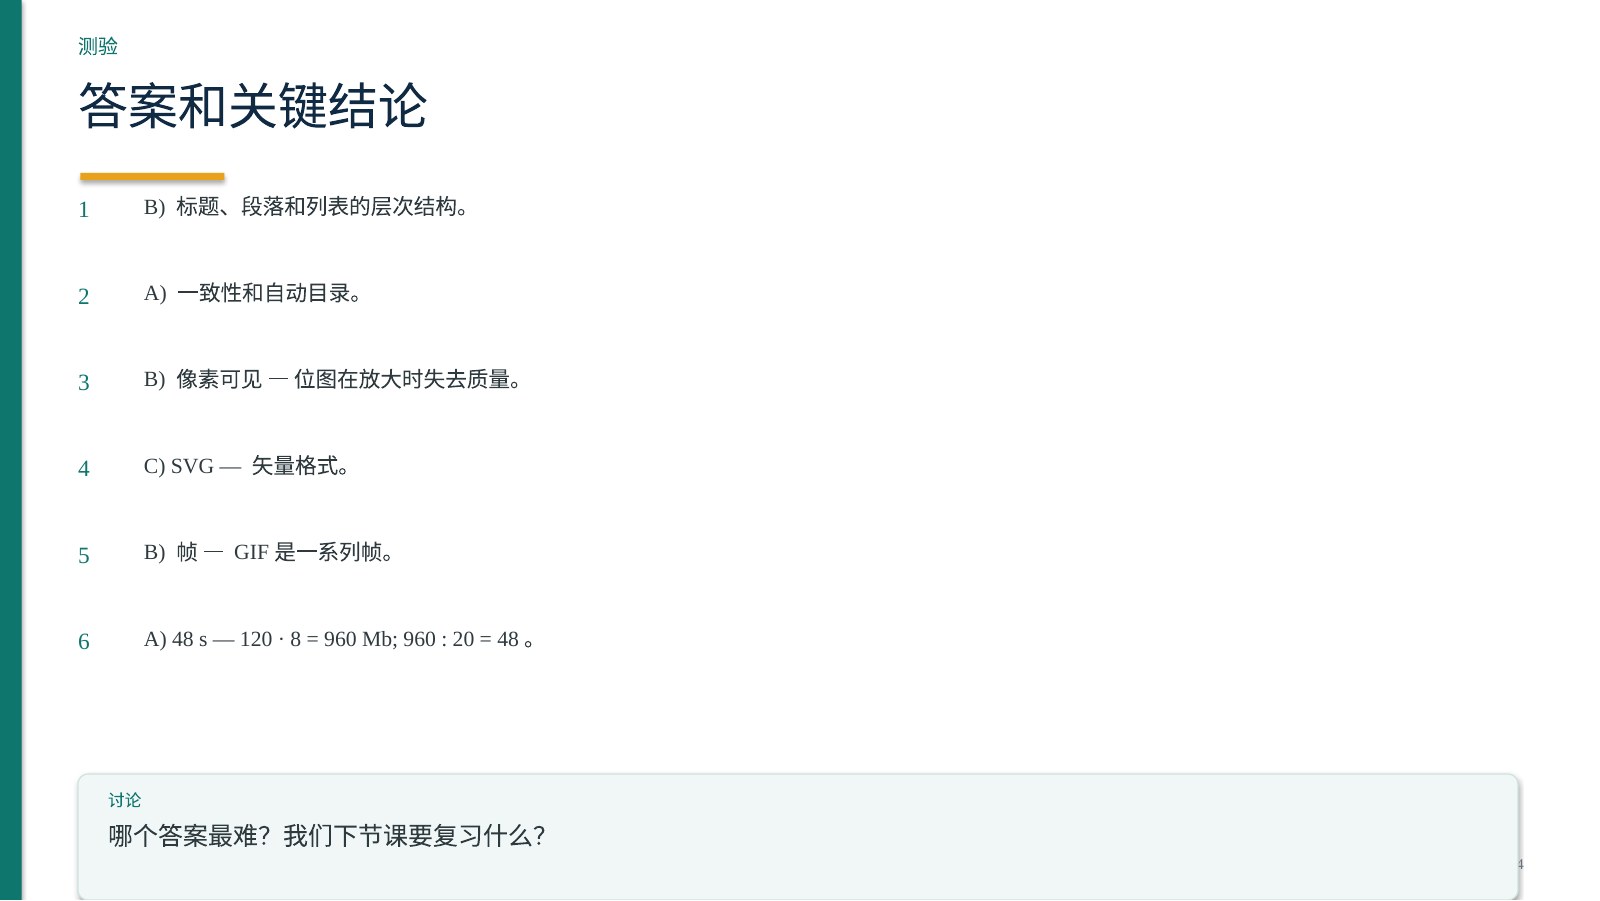 测验
答案和关键结论
1 B) 标题、段落和列表的层次结构。
2 A) 一致性和自动目录。
3 B) 像素可见 — 位图在放大时失去质量。
4 C) SVG — 矢量格式。
5 B) 帧 — GIF 是一系列帧。
6 A) 48 s — 120 · 8 = 960 Mb; 960 : 20 = 48 。
讨论
哪个答案最难？我们下节课要复习什么？